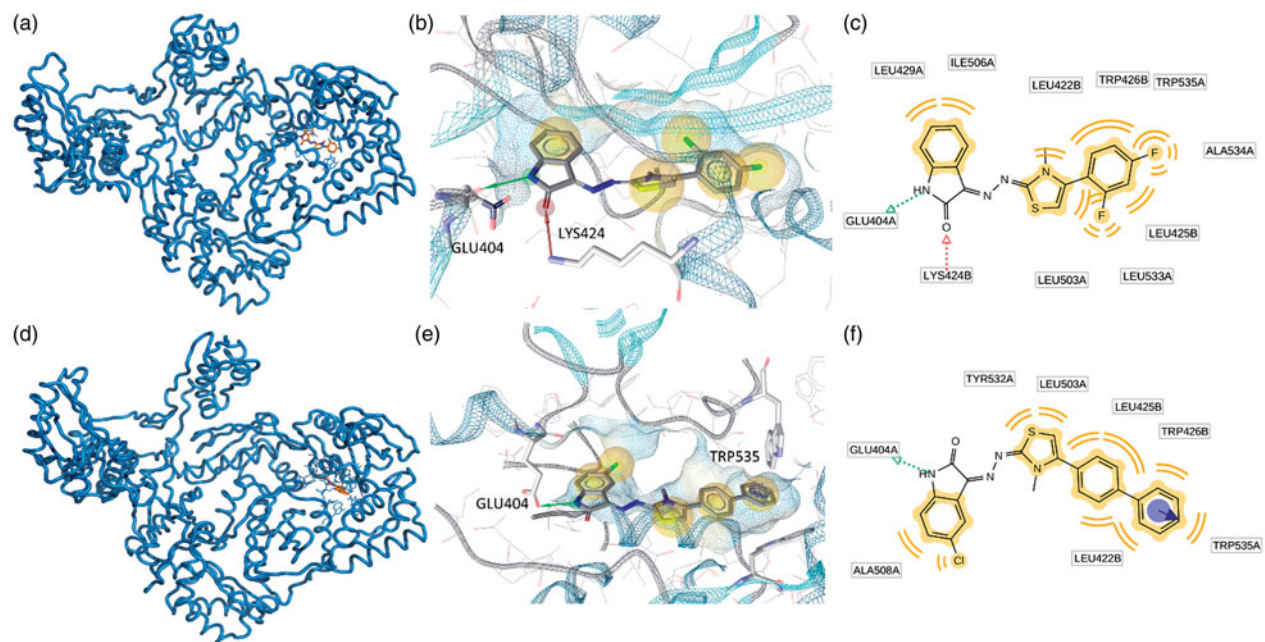 (a)
(b)
GLU404
LYS424
(c)
LEU429A
ILE506A
LEU422B
TRP426B
TRP535A
ALA534A
LEU425B
LEU533A
LEU503A
LYS424B
GLU404A
HN
O
S
N
N
N
F
F
(d)
(e)
GLU404
TRP535
(f)
TYR532A
LEU503A
LEU425B
TRP426B
TRP535A
LEU422B
ALA508A
GLU404A
O
HN
N
N
S
N
Cl